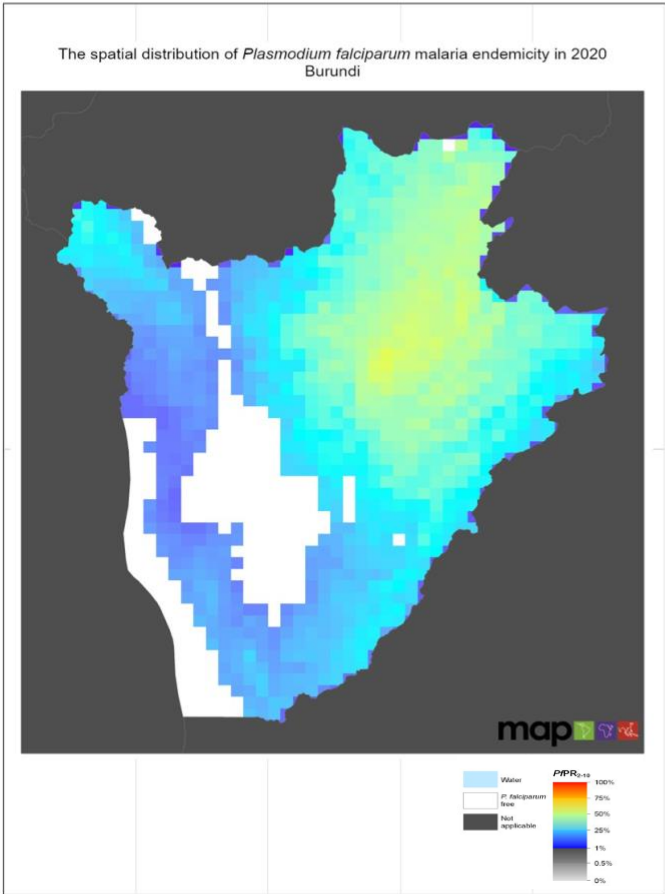 The spatial distribution of Plasmodium falciparum malaria endemicity in 2020
Burundi
map
Water
P. falciparum
free
Not
applicable
PfPR2-10
100%
75%
50%
25%
1%
0.5%
0%